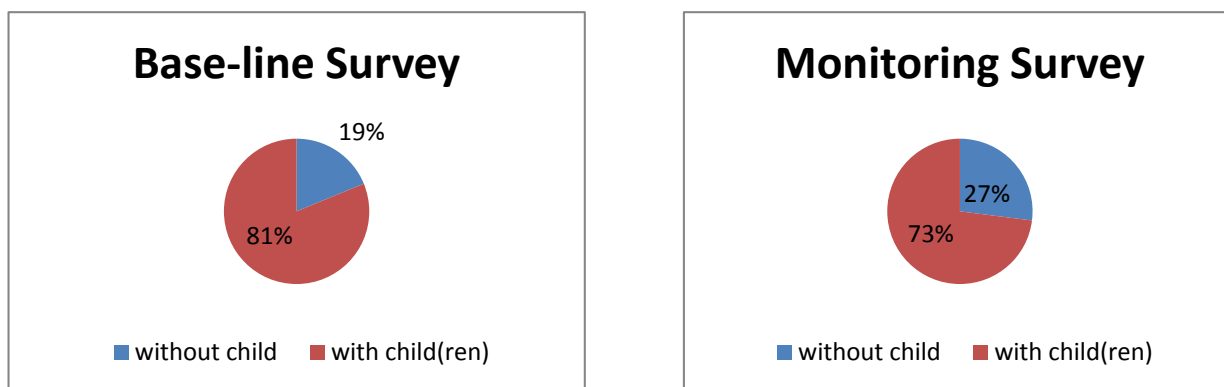 Base-line Survey
19%
81%
without child with child(ren)
Monitoring Survey
27%
73%
without child with child(ren)